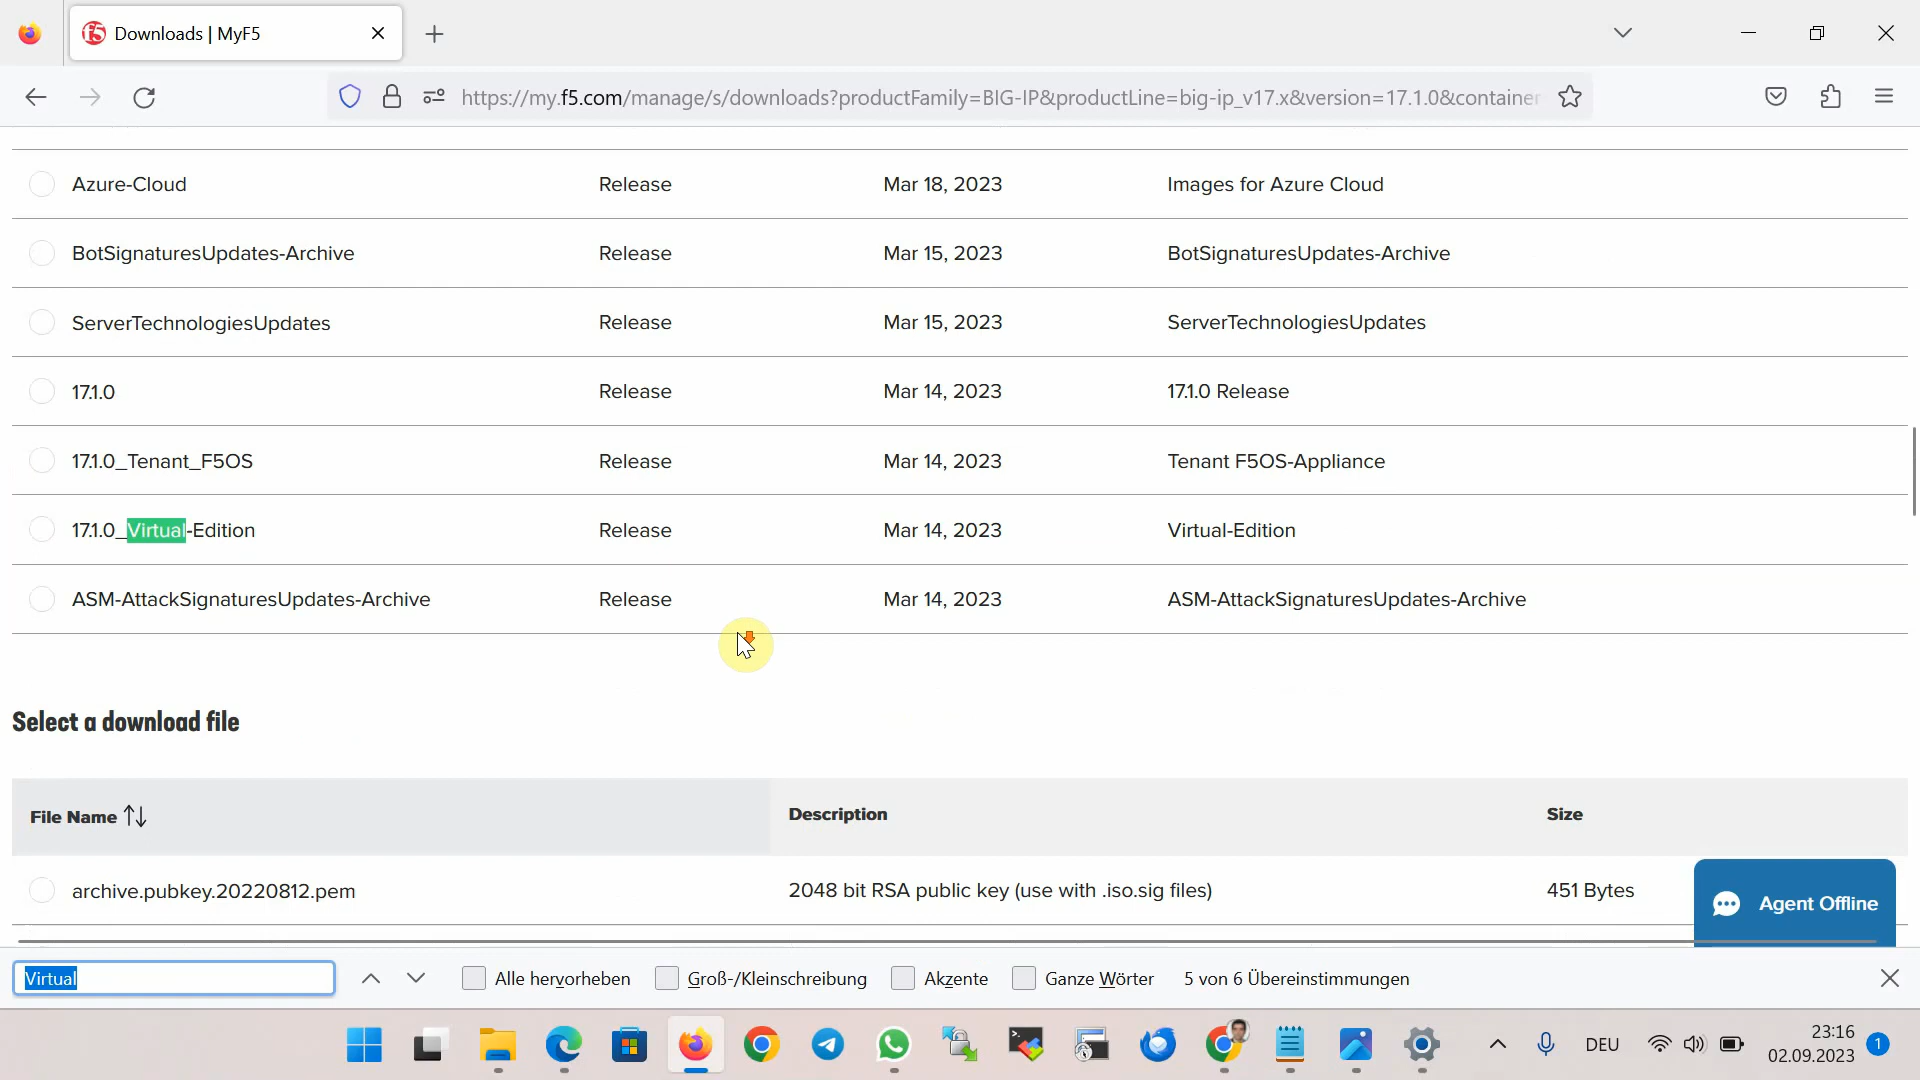 Downloads | MyF5
https://my.f5.com/manage/s/downloads?productFamily=BIG-IP&productLine=big-ip_v17.x&version=17.1.0&container
Azure-Cloud Release Mar 18, 2023 Images for Azure Cloud
BotSignaturesUpdates-Archive Release Mar 15, 2023 BotSignaturesUpdates-Archive
ServerTechnologiesUpdates Release Mar 15, 2023 ServerTechnologiesUpdates
17.1.0 Release Mar 14, 2023 17.1.0 Release
17.1.0_Tenant_F5OS Release Mar 14, 2023 Tenant F5OS-Appliance
17.1.0_Virtual-Edition Release Mar 14, 2023 Virtual-Edition
ASM-AttackSignaturesUpdates-Archive Release Mar 14, 2023 ASM-AttackSignaturesUpdates-Archive
Select a download file
File Name Description Size
archive.pubkey.20220812.pem 2048 bit RSA public key (use with .iso.sig files) 451 Bytes
Agent Offline
Virtual Alle hervorheben Groß-/Kleinschreibung Akzente Ganze Wörter 5 von 6 Übereinstimmungen
DEU 23:16 1
02.09.2023